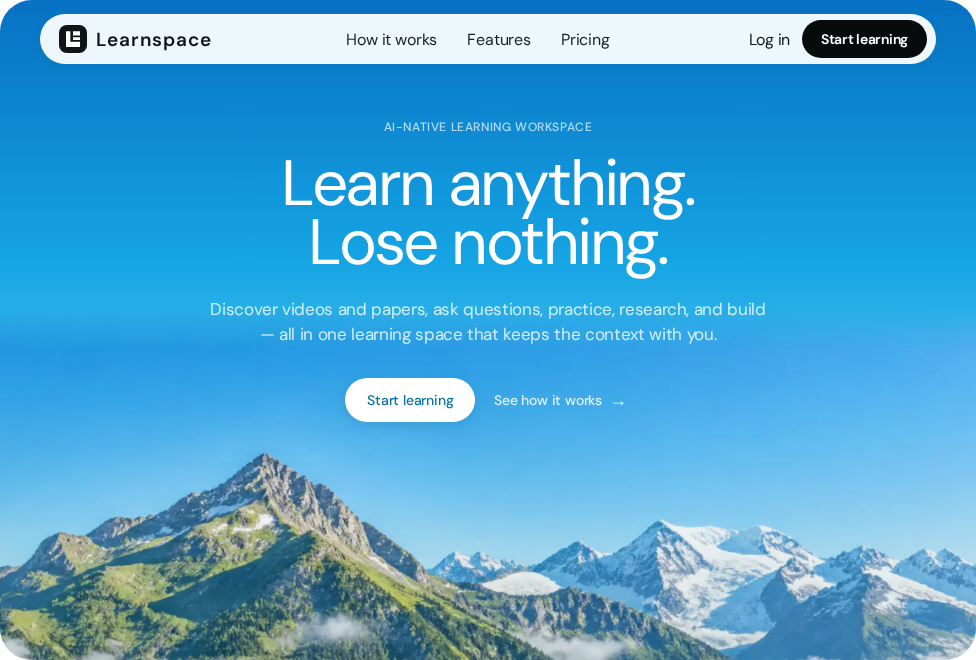 Learnspace
How it works
Features
Pricing
Log in
Start learning
AI-NATIVE LEARNING WORKSPACE
Learn anything.
Lose nothing.
Discover videos and papers, ask questions, practice, research, and build
— all in one learning space that keeps the context with you.
Start learning
See how it works →